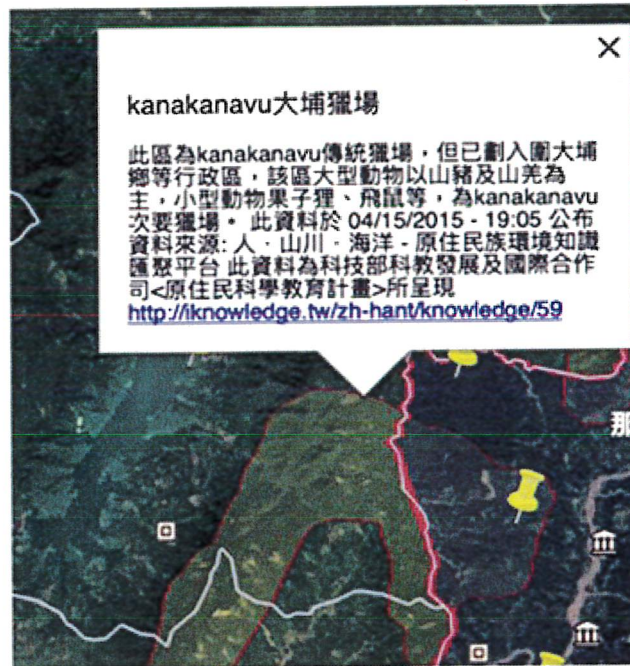 kanakanavu大埔獵場
此區為kanakanavu傳統獵場，但已劃入圍大埔
鄉等行政區，該區大型動物以山豬及山羌為
主，小型動物果子狸、飛鼠等，為kanakanavu
次要獵場。 此資料於 04/15/2015 - 19:05 公布
資料來源: 人・山川・海洋 - 原住民族環境知識
匯聚平台 此資料為科技部科教發展及國際合作
司<原住民科學教育計畫>所呈現
http://iknowledge.tw/zh-hant/knowledge/59
那